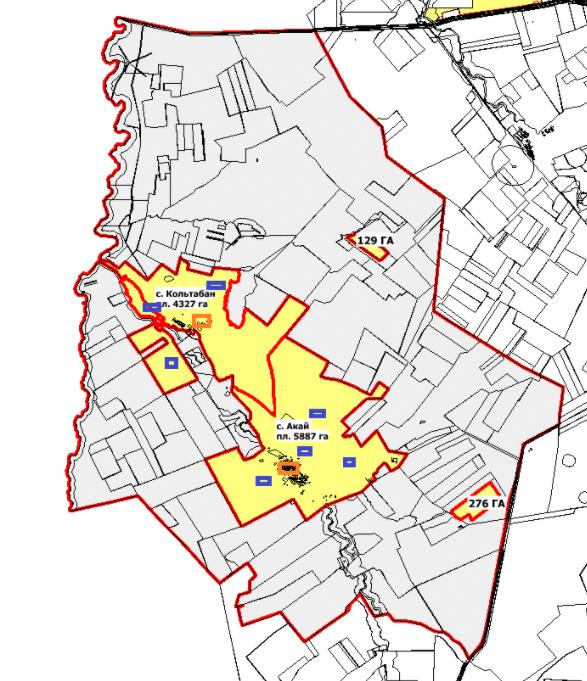 129 ГА
с. Кольтабан
пл. 4327 га
с. Акай
пл. 5887 га
276 ГА